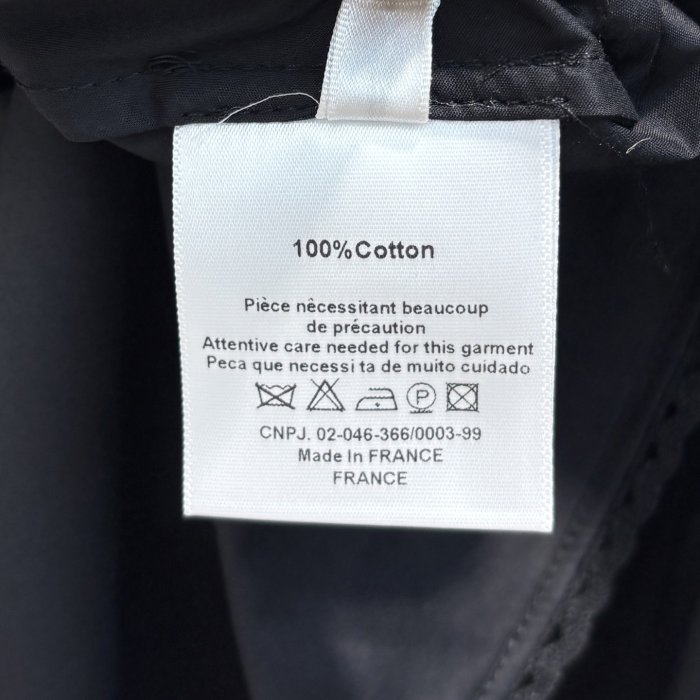 100%Cotton
Pièce nêcessitant beaucoup
de précaution
Attentive care needed for this garment
Peca que necessi ta de muito cuidado
P
CNPJ. 02-046-366/0003-99
Made In FRANCE
FRANCE